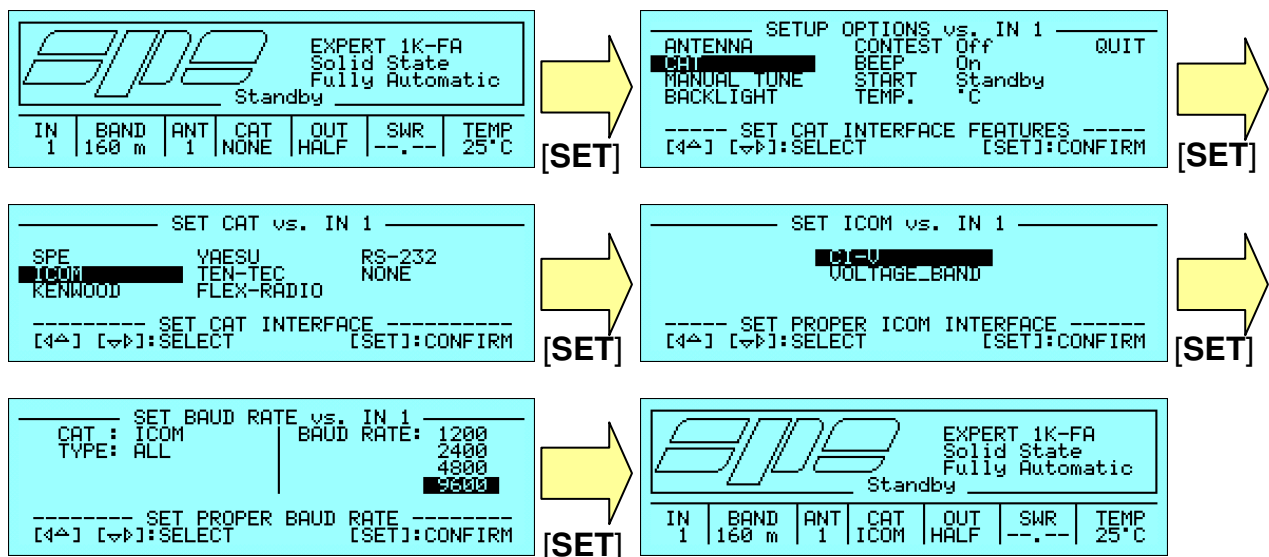 EXPERT 1K-FA
Solid State
Fully Automatic
Standby
IN BAND ANT CAT OUT SWR TEMP
1 160 m 1 NONE HALF --.-- 25°C
[SET]
SETUP OPTIONS vs. IN 1
ANTENNA CONTEST Off QUIT
CAT BEEP On
MANUAL TUNE START Standby
BACKLIGHT TEMP. °C
----- SET CAT INTERFACE FEATURES -----
[◁△] [▽▷]:SELECT [SET]:CONFIRM
[SET]
SET CAT vs. IN 1
SPE YAESU RS-232
ICOM TEN-TEC NONE
KENWOOD FLEX-RADIO
--------- SET CAT INTERFACE ----------
[◁△] [▽▷]:SELECT [SET]:CONFIRM
[SET]
SET ICOM vs. IN 1
CI-V
VOLTAGE_BAND
----- SET PROPER ICOM INTERFACE ------
[◁△] [▽▷]:SELECT [SET]:CONFIRM
[SET]
SET BAUD RATE vs. IN 1
CAT : ICOM BAUD RATE: 1200
TYPE: ALL 2400
4800
9600
-------- SET PROPER BAUD RATE --------
[◁△] [▽▷]:SELECT [SET]:CONFIRM
[SET]
spe
EXPERT 1K-FA
Solid State
Fully Automatic
Standby
IN BAND ANT CAT OUT SWR TEMP
1 160 m 1 ICOM HALF --.-- 25°C